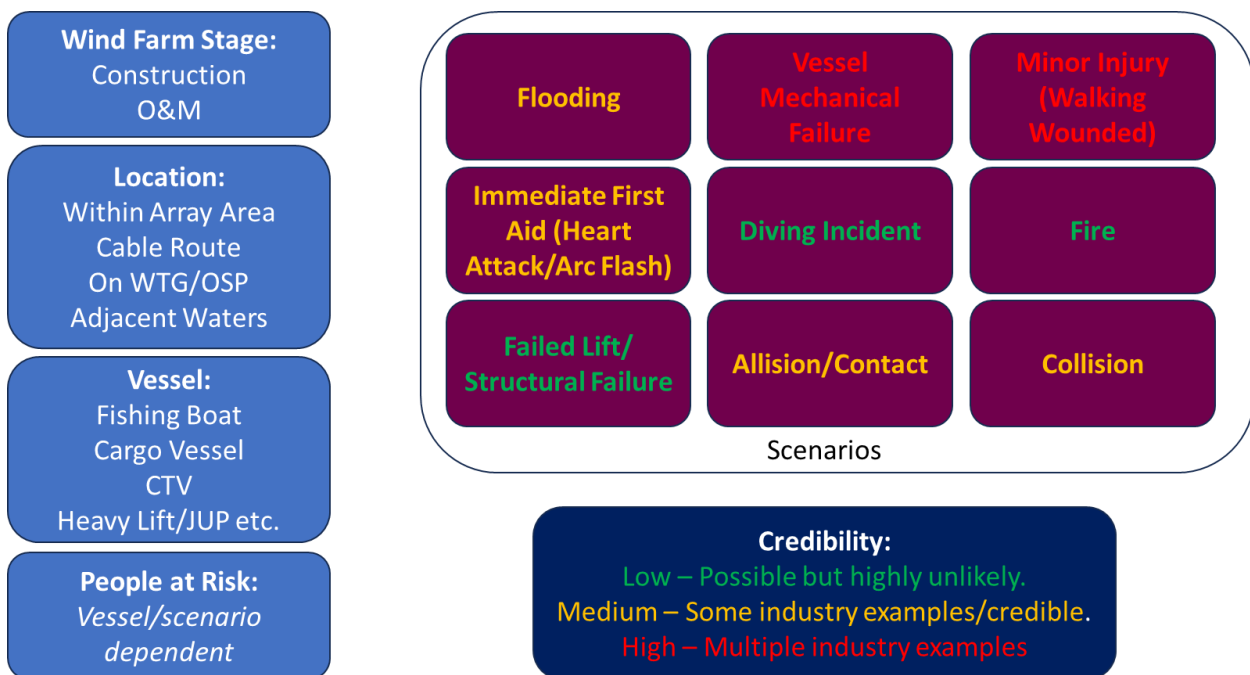 Wind Farm Stage:
Construction
O&M
Location:
Within Array Area
Cable Route
On WTG/OSP
Adjacent Waters
Vessel:
Fishing Boat
Cargo Vessel
CTV
Heavy Lift/JUP etc.
People at Risk:
Vessel/scenario
dependent
Flooding
Vessel
Mechanical
Failure
Minor Injury
(Walking
Wounded)
Immediate First
Aid (Heart
Attack/Arc Flash)
Diving Incident
Fire
Failed Lift/
Structural Failure
Allision/Contact
Collision
Scenarios
Credibility:
Low – Possible but highly unlikely.
Medium – Some industry examples/credible.
High – Multiple industry examples